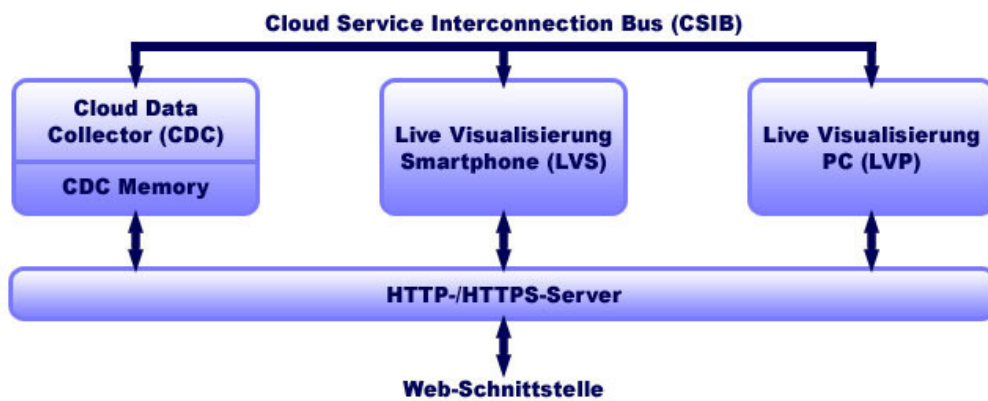 Cloud Service Interconnection Bus (CSIB)
Cloud Data
Collector (CDC)
CDC Memory
Live Visualisierung
Smartphone (LVS)
Live Visualisierung
PC (LVP)
HTTP-/HTTPS-Server
Web-Schnittstelle